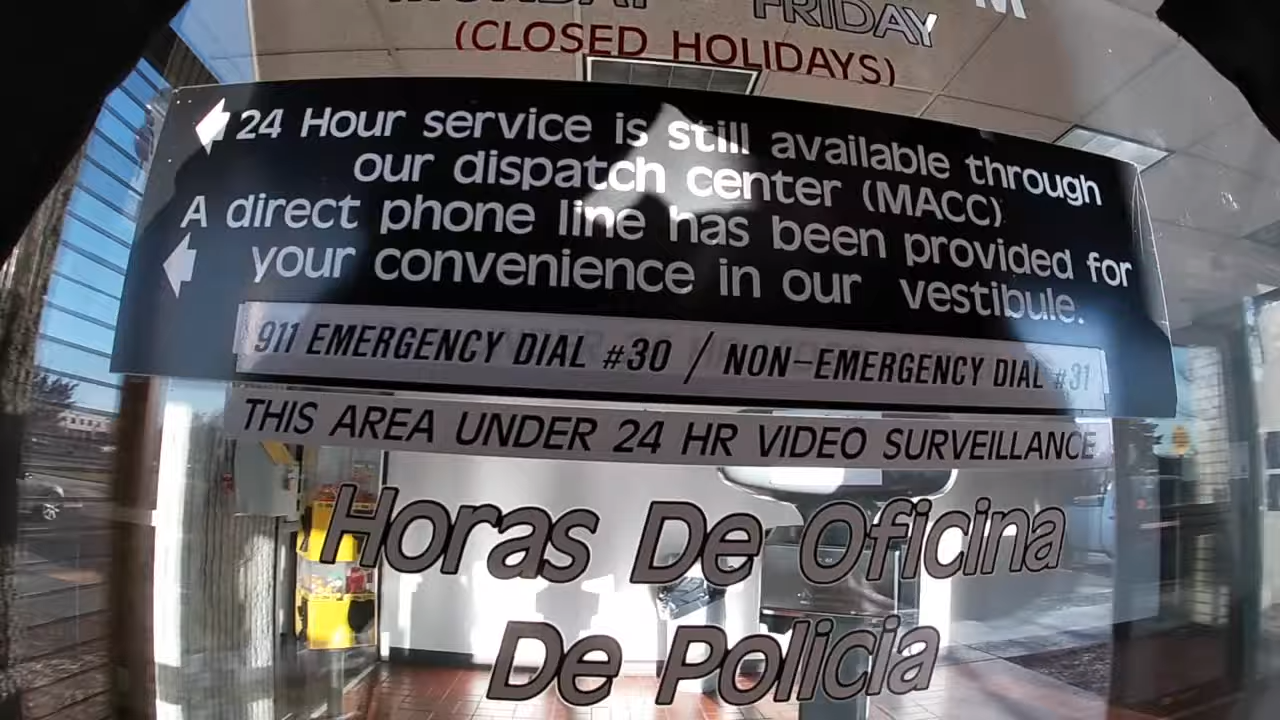 FRIDAY
(CLOSED HOLIDAYS)
24 Hour service is still available through
our dispatch center (MACC)
A direct phone line has been provided for
your convenience in our vestibule.
911 EMERGENCY DIAL #30 / NON-EMERGENCY DIAL #31
THIS AREA UNDER 24 HR VIDEO SURVEILLANCE
Horas De Oficina
De Policia